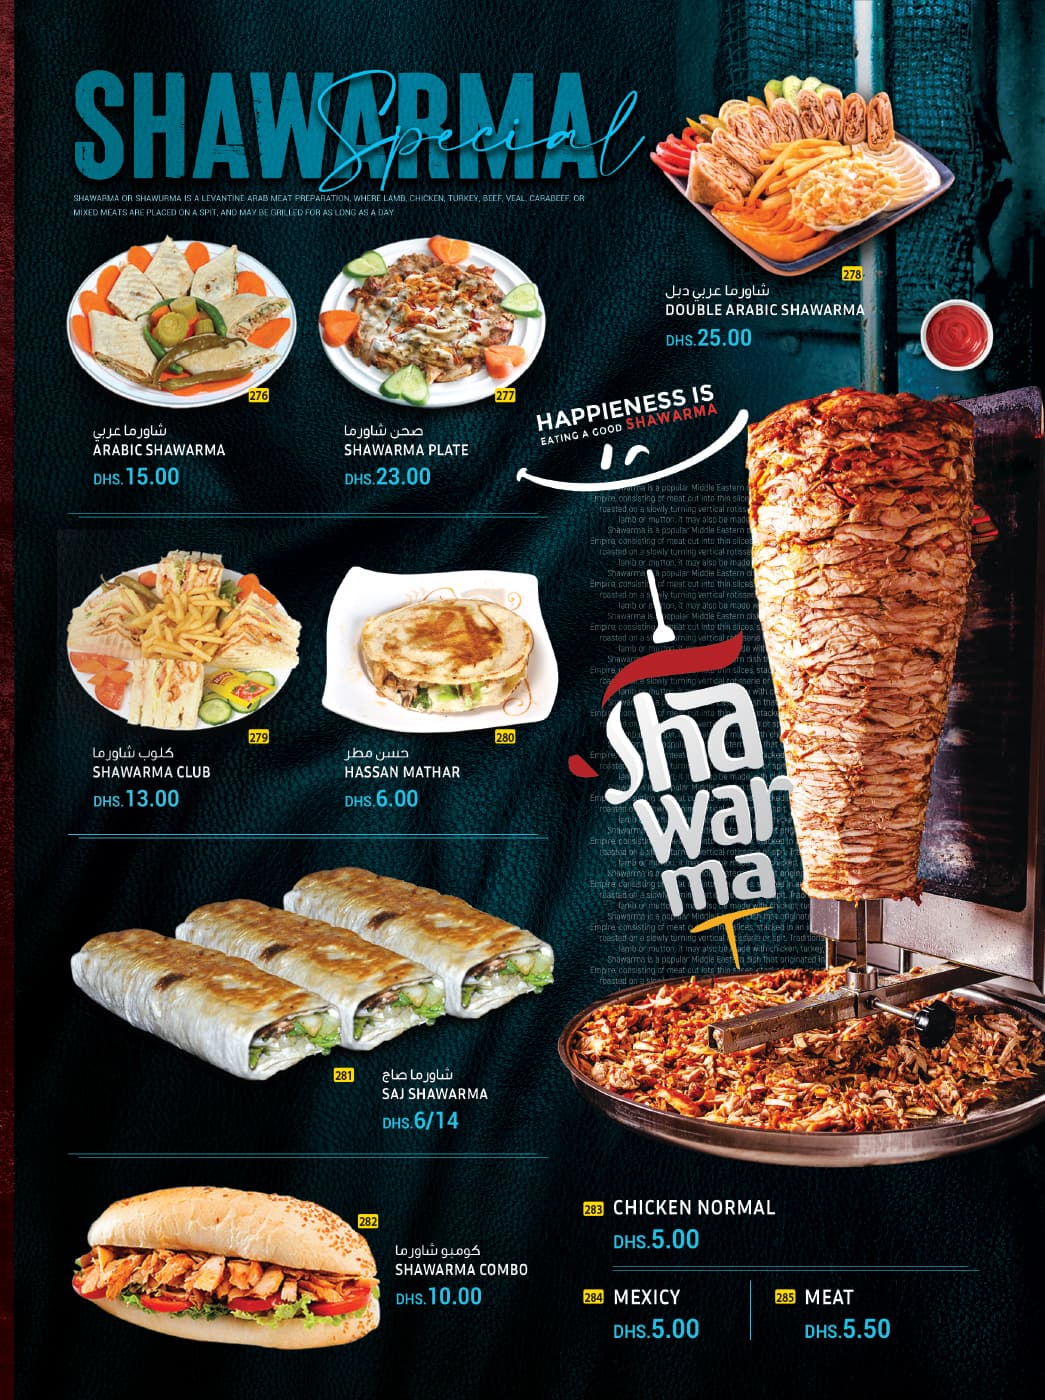 SHAWARMA
Special
SHAWARMA OR SHAWURMA IS A LEVANTINE ARAB MEAT PREPARATION, WHERE LAMB, CHICKEN, TURKEY, BEEF, VEAL, CARABEEF, OR
MIXED MEATS ARE PLACED ON A SPIT, AND MAY BE GRILLED FOR AS LONG AS A DAY.
278
شاورما عربي دبل
DOUBLE ARABIC SHAWARMA
DHS.25.00
276
شاورما عربي
ARABIC SHAWARMA
DHS.15.00
277
صحن شاورما
SHAWARMA PLATE
DHS.23.00
HAPPIENESS IS
EATING A GOOD SHAWARMA
279
كلوب شاورما
SHAWARMA CLUB
DHS.13.00
280
حسن مطر
HASSAN MATHAR
DHS.6.00
sha
war
ma
281
شاورما صاج
SAJ SHAWARMA
DHS.6/14
282
كومبو شاورما
SHAWARMA COMBO
DHS.10.00
283 CHICKEN NORMAL
DHS.5.00
284 MEXICY
DHS.5.00
285 MEAT
DHS.5.50